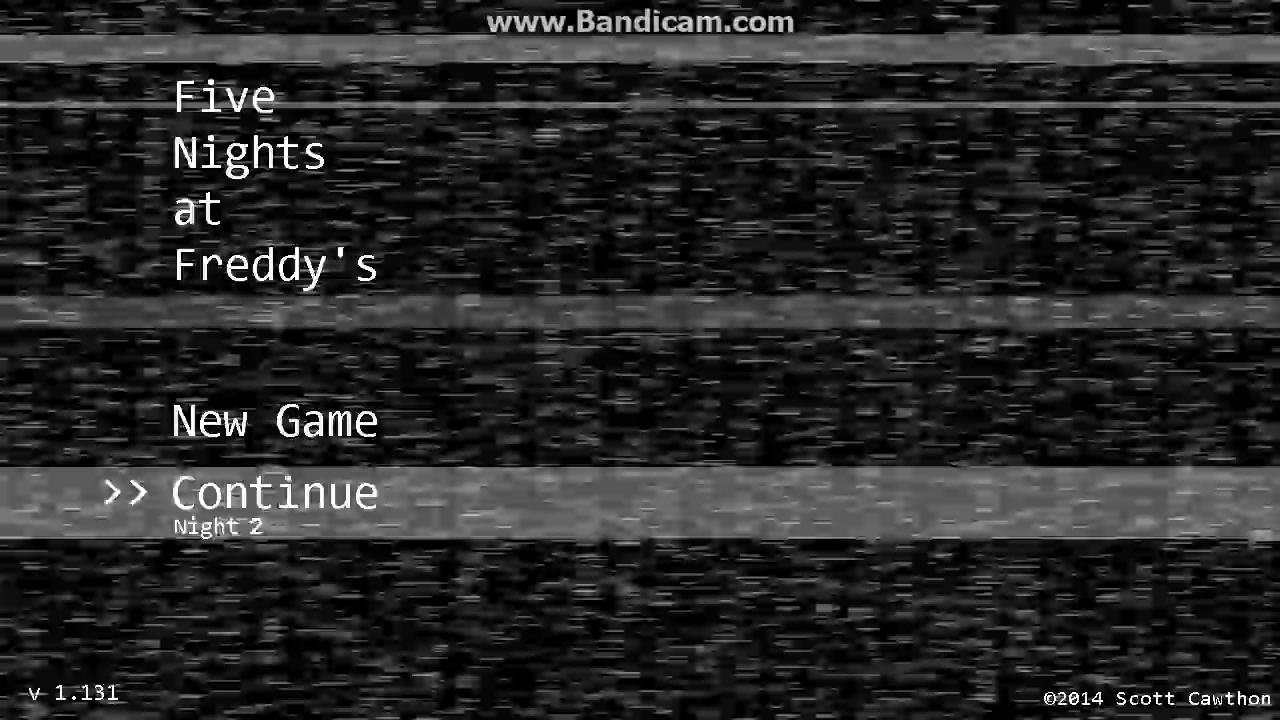 www.Bandicam.com
Five
Nights
at
Freddy's
New Game
>> Continue
Night 2
v 1.131
©2014 Scott Cawthon